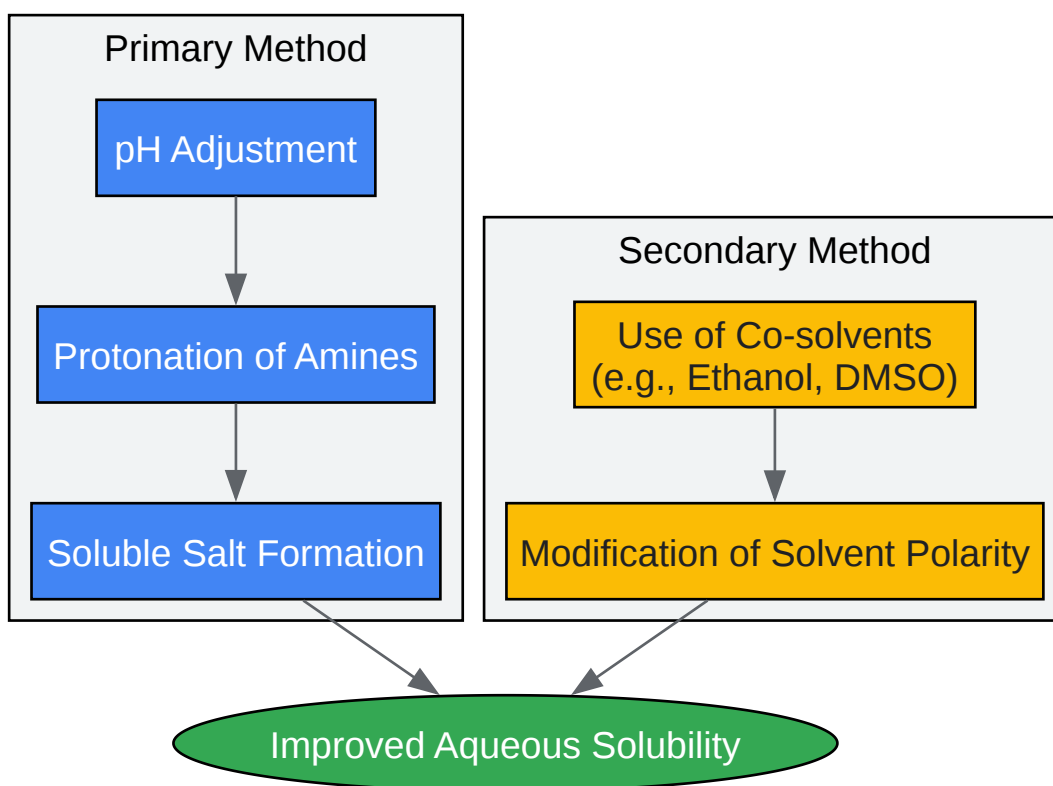 Primary Method
pH Adjustment
Protonation of Amines
Soluble Salt Formation
Secondary Method
Use of Co-solvents
(e.g., Ethanol, DMSO)
Modification of Solvent Polarity
Improved Aqueous Solubility